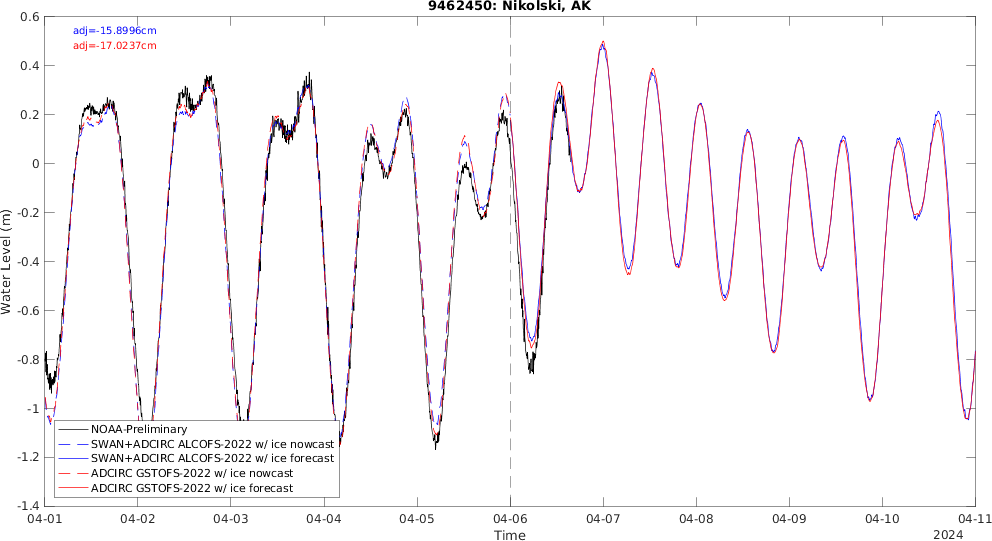 9462450: Nikolski, AK
adj=-15.8996cm
adj=-17.0237cm
0.6
0.4
0.2
0
-0.2
-0.4
-0.6
-0.8
-1
-1.2
-1.4
Water Level (m)
NOAA-Preliminary
SWAN+ADCIRC ALCOFS-2022 w/ ice nowcast
SWAN+ADCIRC ALCOFS-2022 w/ ice forecast
ADCIRC GSTOFS-2022 w/ ice nowcast
ADCIRC GSTOFS-2022 w/ ice forecast
04-01 04-02 04-03 04-04 04-05 04-06 04-07 04-08 04-09 04-10 04-11
Time
2024